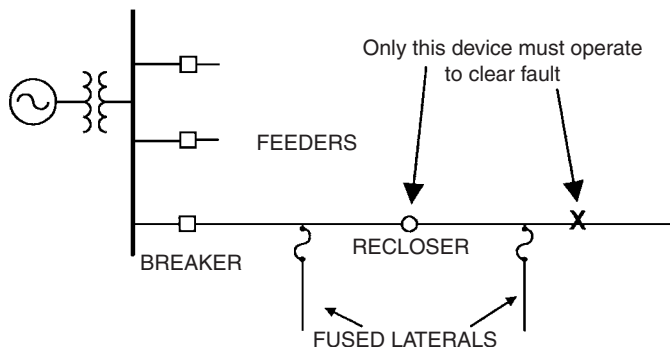 Only this device must operate
to clear fault
FEEDERS
X
BREAKER
RECLOSER
FUSED LATERALS